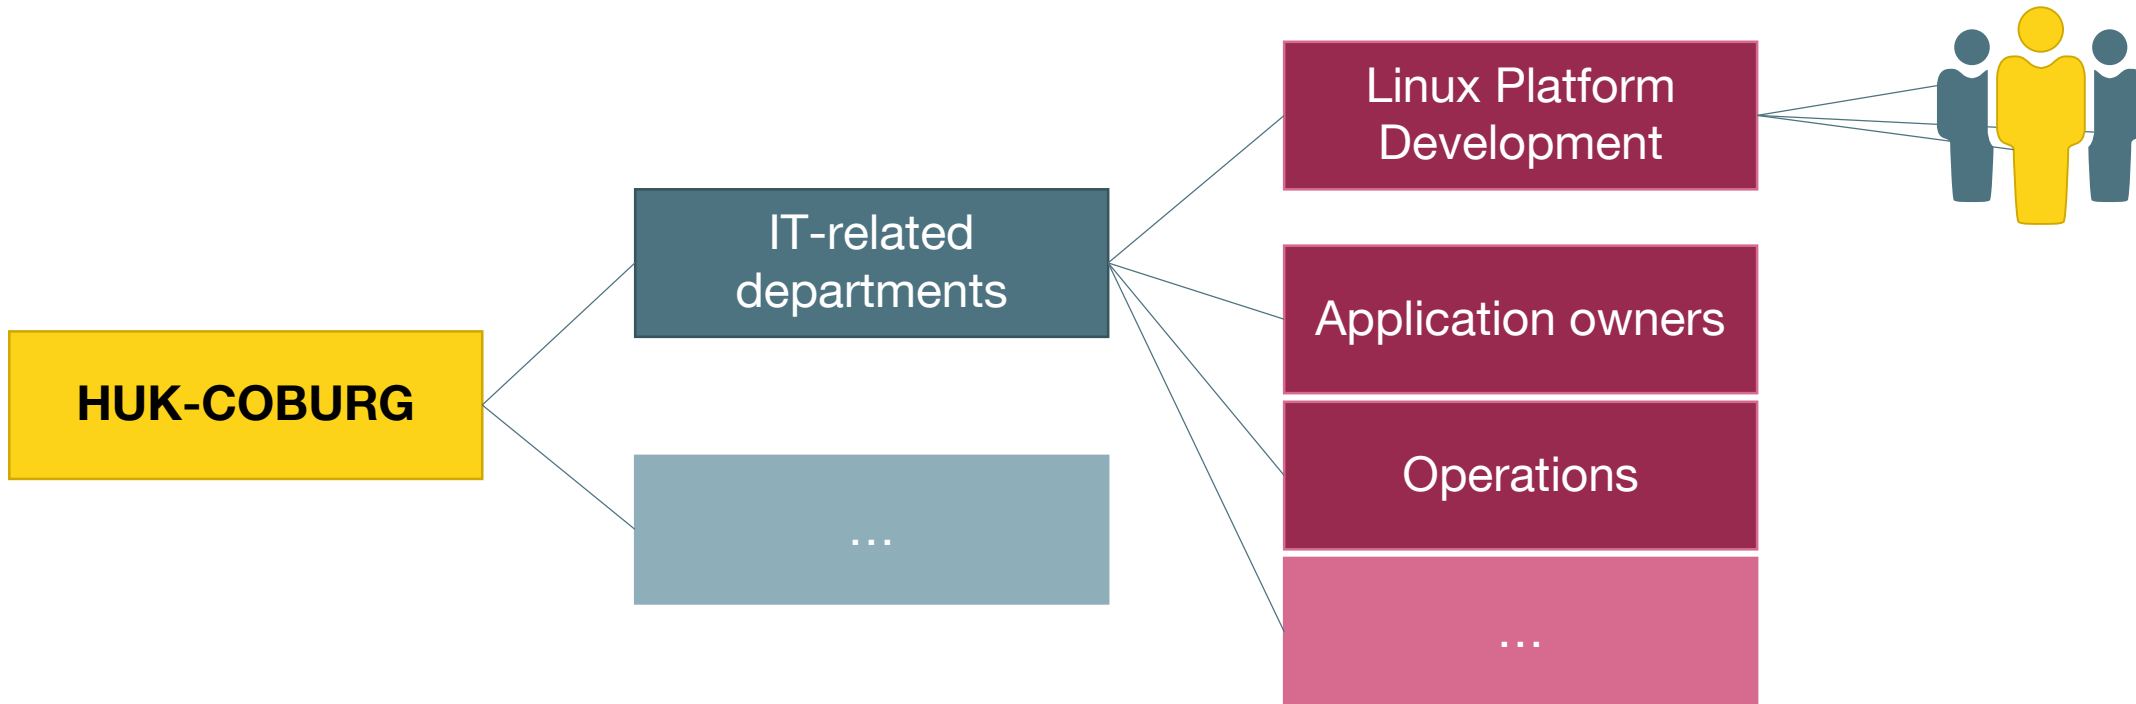 HUK-COBURG
IT-related
departments
...
Linux Platform
Development
Application owners
Operations
...